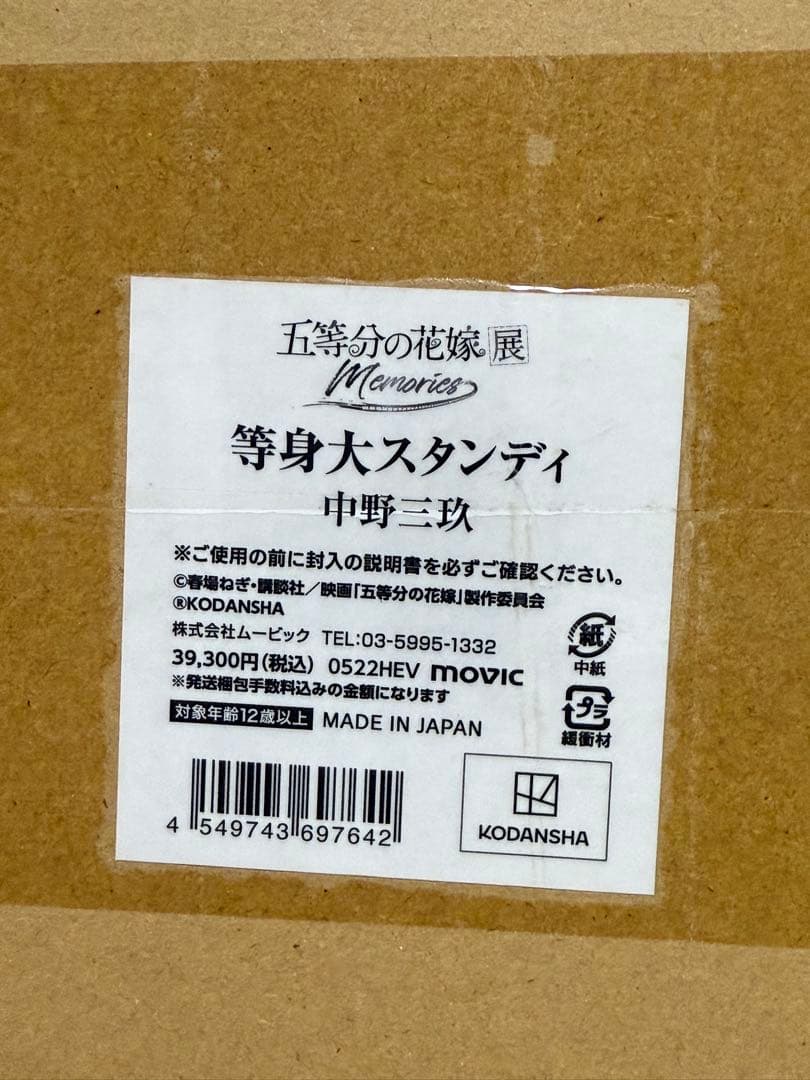 五等分の花嫁 展
Memories
等身大スタンディ
中野三玖
※ご使用の前に封入の説明書を必ずご確認ください。
©春場ねぎ・講談社／映画「五等分の花嫁」製作委員会
®KODANSHA
株式会社ムービック TEL:03-5995-1332
39,300円(税込) 0522HEV movic
※発送梱包手数料込みの金額になります
対象年齢12歳以上 MADE IN JAPAN
紙
中紙
プラ
緩衝材
4 549743 697642
KODANSHA